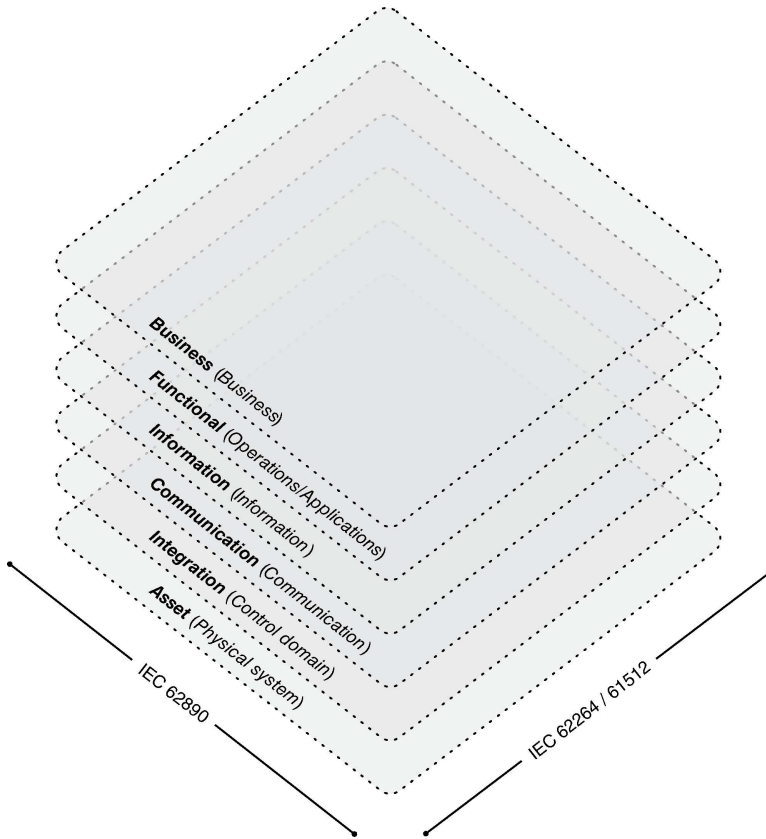 Business (Business)
Functional (Operations/Applications)
Information (Information)
Communication (Communication)
Integration (Control domain)
Asset (Physical system)
IEC 62890
IEC 62264 / 61512